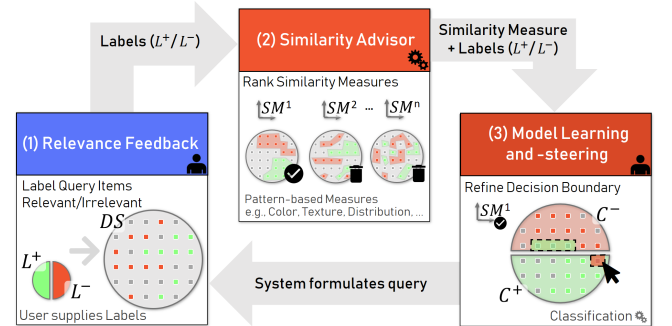 Labels (L⁺/L⁻)
(2) Similarity Advisor
Similarity Measure
+ Labels (L⁺/L⁻)
Rank Similarity Measures
SM¹ SM² ... SMⁿ
Pattern-based Measures
e.g., Color, Texture, Distribution, ...
(1) Relevance Feedback
Label Query Items
Relevant/Irrelevant
DS
L⁺
L⁻
User supplies Labels
(3) Model Learning
and -steering
Refine Decision Boundary
SM¹
C⁻
C⁺
Classification
System formulates query